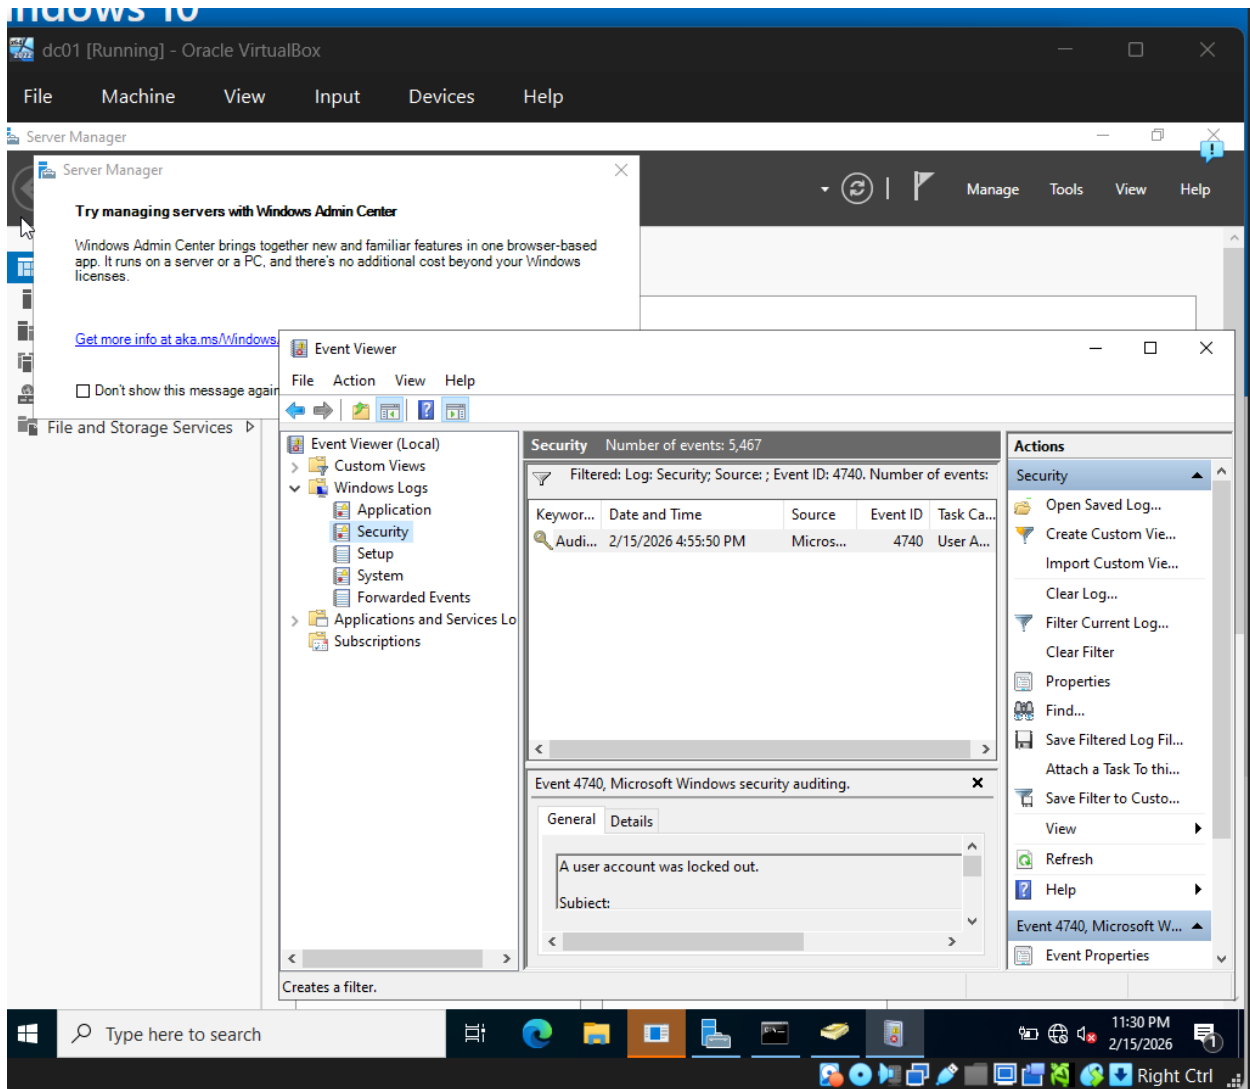 ndows 10
dc01 [Running] - Oracle VirtualBox
File Machine View Input Devices Help
Server Manager
Server Manager
Manage Tools View Help
Try managing servers with Windows Admin Center
Windows Admin Center brings together new and familiar features in one browser-based
app. It runs on a server or a PC, and there's no additional cost beyond your Windows
licenses.
Get more info at aka.ms/Windows
Don't show this message again
File and Storage Services
Event Viewer
File Action View Help
Event Viewer (Local)
Custom Views
Windows Logs
Application
Security
Setup
System
Forwarded Events
Applications and Services Lo
Subscriptions
Security Number of events: 5,467
Filtered: Log: Security; Source: ; Event ID: 4740. Number of events:
Keywor... Date and Time Source Event ID Task Ca...
Audi... 2/15/2026 4:55:50 PM Micros... 4740 User A...
Event 4740, Microsoft Windows security auditing.
General Details
A user account was locked out.
Subject:
Actions
Security
Open Saved Log...
Create Custom Vie...
Import Custom Vie...
Clear Log...
Filter Current Log...
Clear Filter
Properties
Find...
Save Filtered Log Fil...
Attach a Task To thi...
Save Filter to Custo...
View
Refresh
Help
Event 4740, Microsoft W...
Event Properties
Creates a filter.
Type here to search
11:30 PM
2/15/2026
1
Right Ctrl